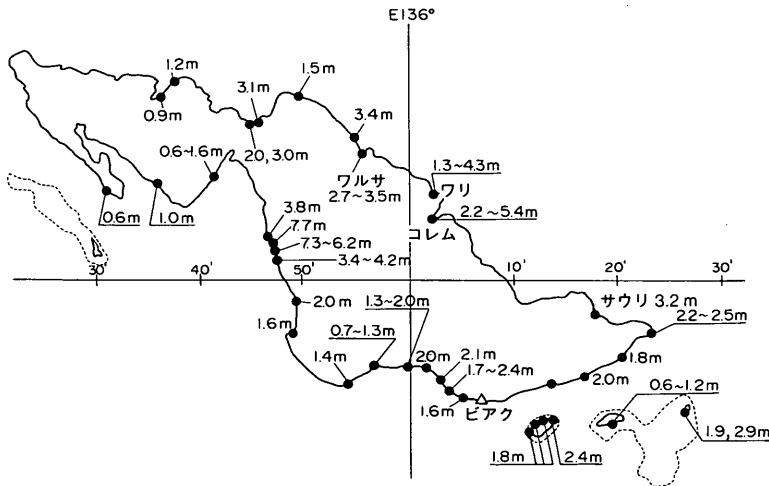 E136°
1.2m
0.9m
3.1m
1.5m
20, 3.0m
3.4m
0.6~1.6m
ワルサ
2.7~3.5m
1.3~4.3m
ワリ
2.2~5.4m
コレム
0.6m
1.0m
3.8m
7.7m
7.3~6.2m
3.4~4.2m
30'
40'
50'
10'
20'
30'
2.0m
1.3~2.0m
サウリ 3.2m
22~2.5m
1.6m
0.7~1.3m
1.4m
20m
2.1m
1.7~2.4m
1.8m
2.0m
1.6m
ビアク
0.6~1.2m
1.8m
2.4m
1.9, 2.9m